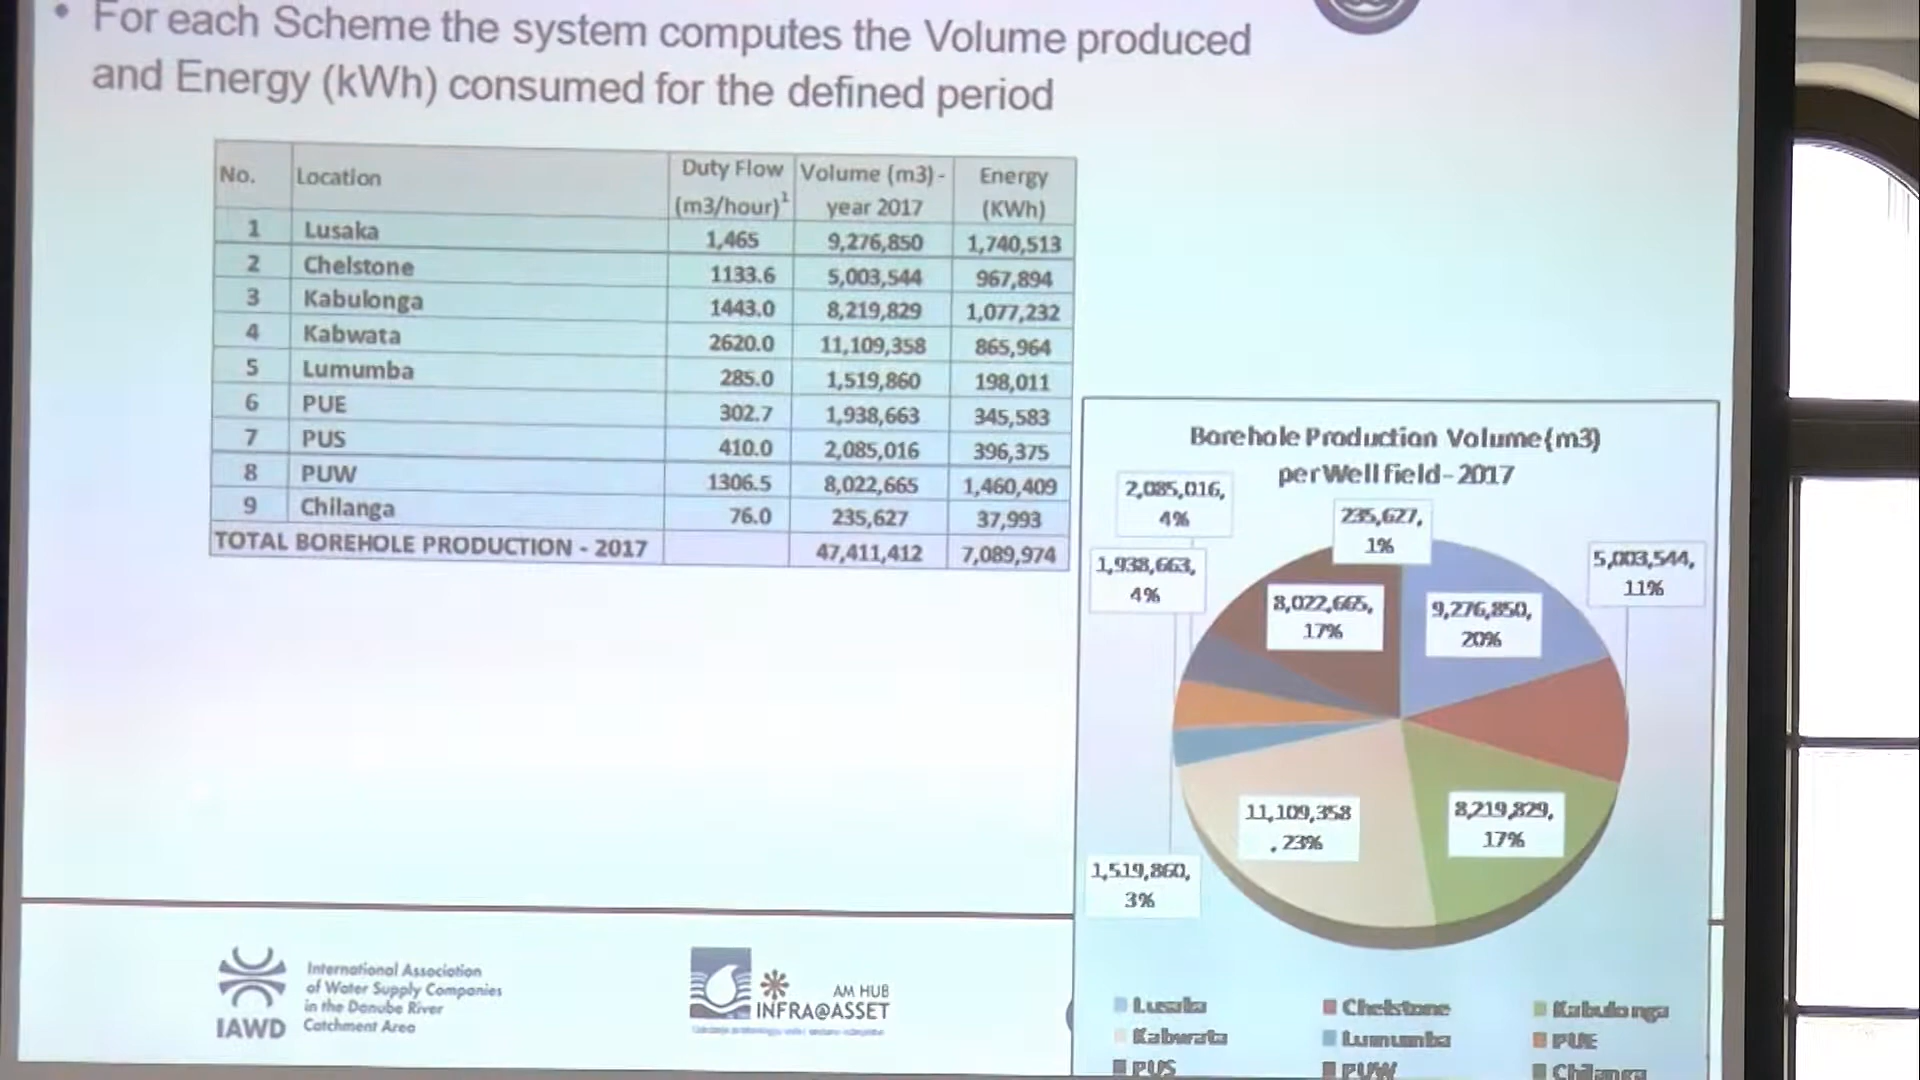 • For each Scheme the system computes the Volume produced
and Energy (kWh) consumed for the defined period
No. Location Duty Flow (m3/hour)1 Volume (m3) - year 2017 Energy (KWh)
1 Lusaka 1,465 9,276,850 1,740,513
2 Chelstone 1133.6 5,003,544 967,894
3 Kabulonga 1443.0 8,219,829 1,077,232
4 Kabwata 2620.0 11,109,358 865,964
5 Lumumba 285.0 1,519,860 198,011
6 PUE 302.7 1,938,663 345,583
7 PUS 410.0 2,085,016 396,375
8 PUW 1306.5 8,022,665 1,460,409
9 Chilanga 76.0 235,627 37,993
TOTAL BOREHOLE PRODUCTION - 2017 47,411,412 7,089,974
Borehole Production Volume(m3)
per Well field - 2017
2,085,016,
4%
235,627,
1%
5,003,544,
11%
1,938,663,
4%
8,022,665,
17%
9,276,850,
20%
11,109,358
, 23%
8,219,829,
17%
1,519,860,
3%
Lusaka Chelstone Kabulonga
Kabwata Lumumba PUE
PUS PUW Chilanga
International Association
of Water Supply Companies
in the Danube River
Catchment Area
IAWD
AM HUB
INFRA@ASSET